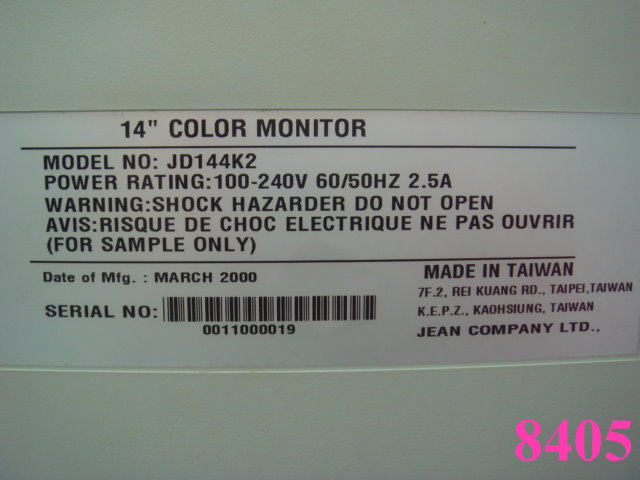 14" COLOR MONITOR
MODEL NO: JD144K2
POWER RATING:100-240V 60/50HZ 2.5A
WARNING:SHOCK HAZARDER DO NOT OPEN
AVIS:RISQUE DE CHOC ELECTRIQUE NE PAS OUVRIR
(FOR SAMPLE ONLY)
Date of Mfg. : MARCH 2000
SERIAL NO:
0011000019
MADE IN TAIWAN
7F.2, REI KUANG RD., TAIPEI,TAIWAN
K.E.P.Z., KAOHSIUNG, TAIWAN
JEAN COMPANY LTD.,
8405